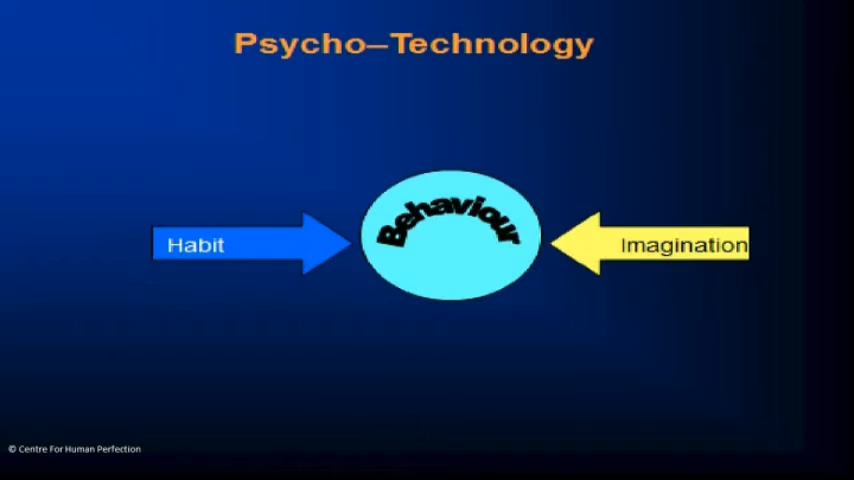 Psycho–Technology
Behaviour
Habit
Imagination
© Centre For Human Perfection